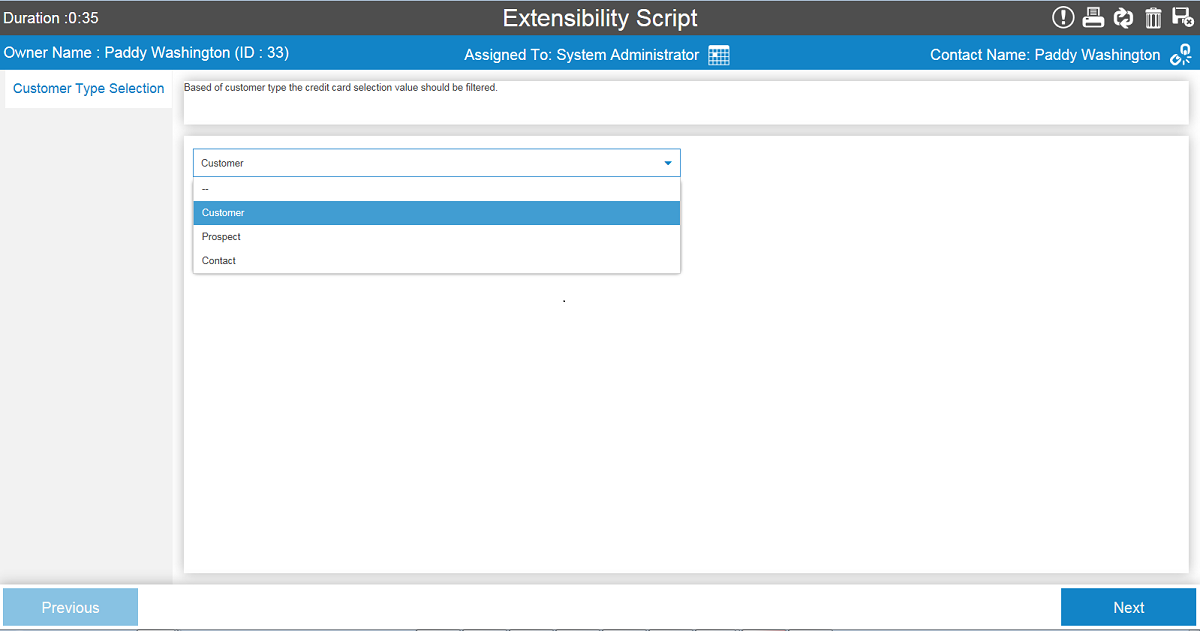 Duration :0:35
Extensibility Script
Owner Name : Paddy Washington (ID : 33)
Assigned To: System Administrator
Contact Name: Paddy Washington
Customer Type Selection
Based of customer type the credit card selection value should be filtered.
Customer
--
Customer
Prospect
Contact
.
Previous
Next